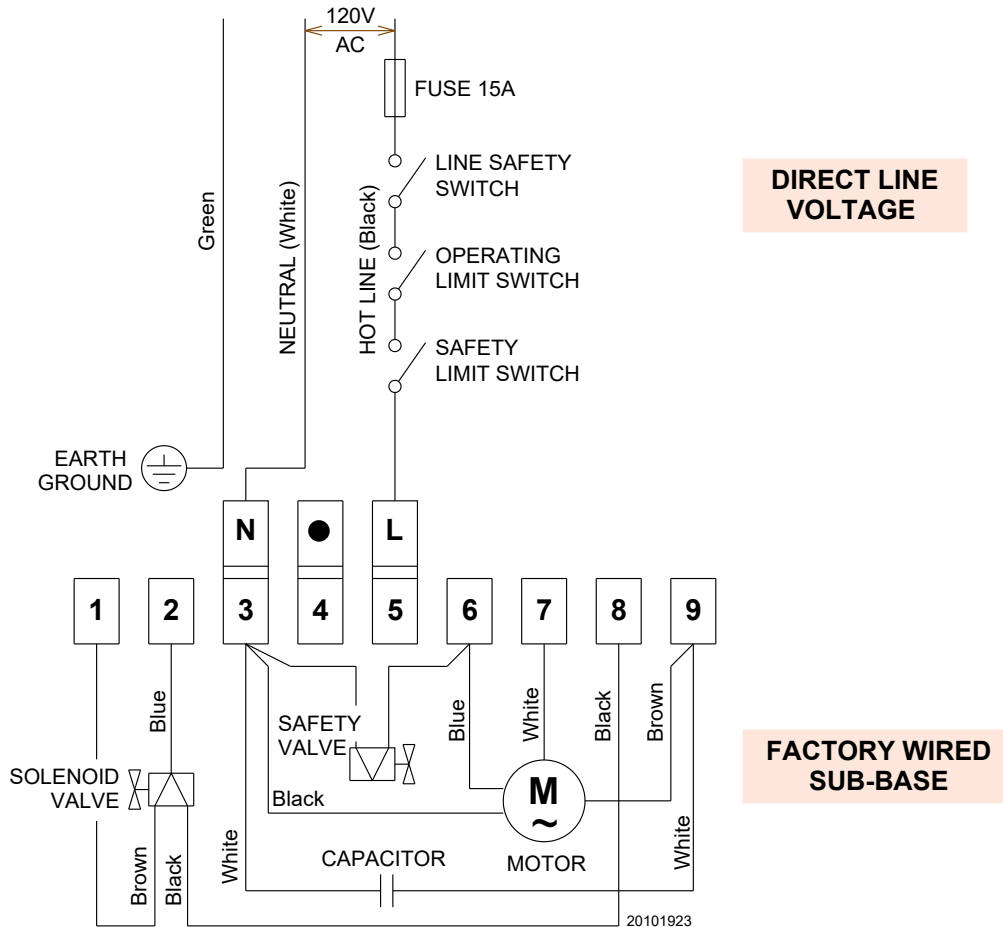 120V
AC
FUSE 15A
LINE SAFETY
SWITCH
DIRECT LINE
VOLTAGE
Green
NEUTRAL (White)
HOT LINE (Black)
OPERATING
LIMIT SWITCH
SAFETY
LIMIT SWITCH
EARTH
GROUND
N
L
1
2
3
4
5
6
7
8
9
Blue
SAFETY
VALVE
Blue
White
Black
Brown
FACTORY WIRED
SUB-BASE
SOLENOID
VALVE
Black
M
~
Brown
Black
White
CAPACITOR
MOTOR
White
20101923